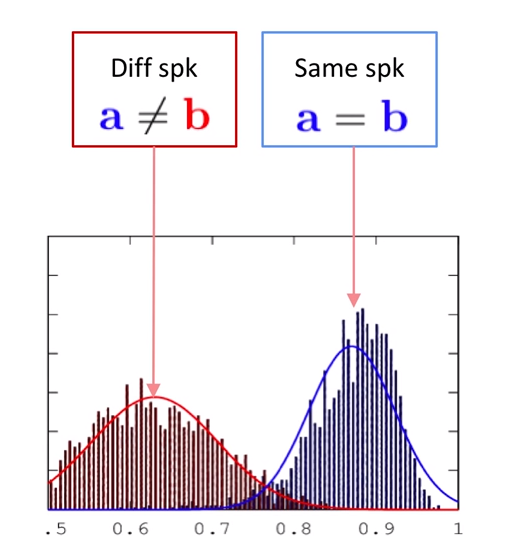 Diff spk
a ≠ b
Same spk
a = b
.5 0.6 0.7 0.8 0.9 1